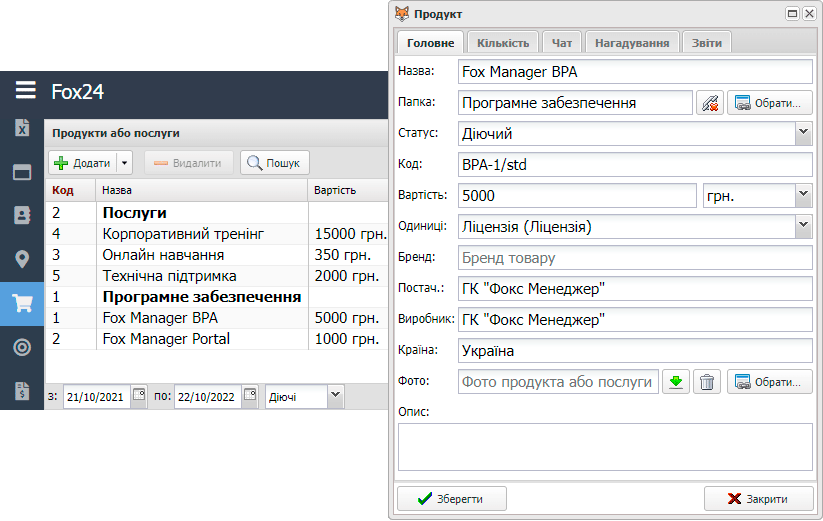 Fox24
Продукти або послуги
Додати Видалити Пошук
Код Назва Вартість
2 Послуги
4 Корпоративний тренінг 15000 грн.
3 Онлайн навчання 350 грн.
5 Технічна підтримка 2000 грн.
1 Програмне забезпечення
1 Fox Manager BPA 5000 грн.
2 Fox Manager Portal 1000 грн.
з: 21/10/2021 по: 22/10/2022 Діючі
Продукт
Головне Кількість Чат Нагадування Звіти
Назва: Fox Manager BPA
Папка: Програмне забезпечення Обрати...
Статус: Діючий
Код: BPA-1/std
Вартість: 5000 грн.
Одиниці: Ліцензія (Ліцензія)
Бренд: Бренд товару
Постач.: ГК "Фокс Менеджер"
Виробник: ГК "Фокс Менеджер"
Країна: Україна
Фото: Фото продукта або послуги Обрати...
Опис:
Зберегти Закрити